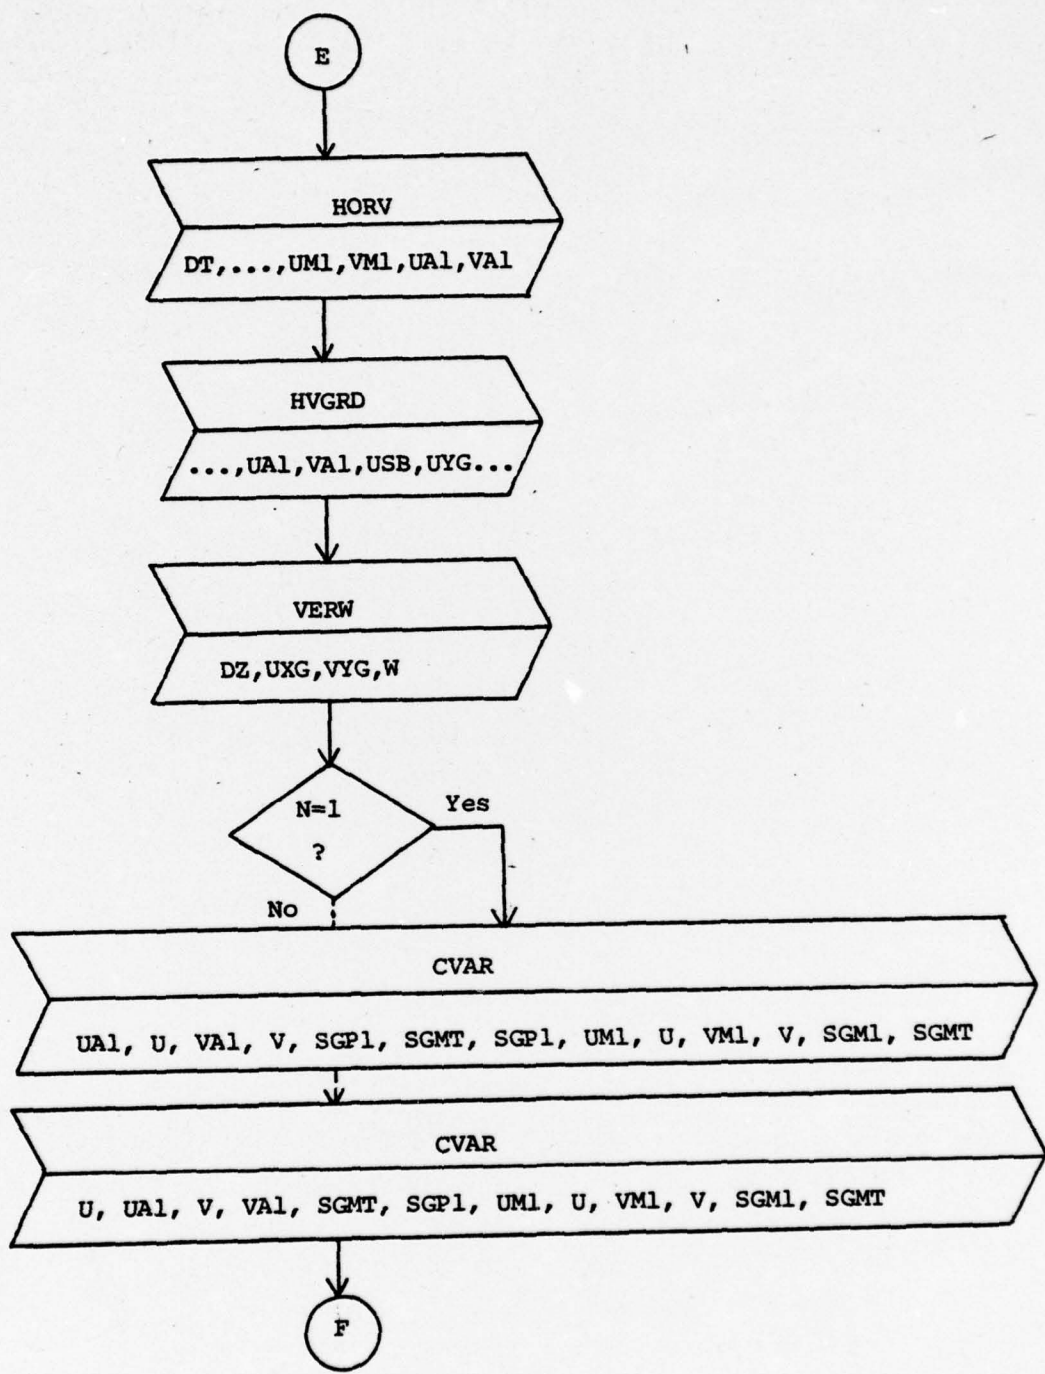 E
HORV
DT,...,UM1,VM1,UA1,VA1
HVGRD
...,UA1,VA1,USB,UYG...
VERW
DZ,UXG,VYG,W
N=1
?
Yes
No
CVAR
UA1, U, VA1, V, SGP1, SGMT, SGP1, UM1, U, VM1, V, SGM1, SGMT
CVAR
U, UA1, V, VA1, SGMT, SGP1, UM1, U, VM1, V, SGM1, SGMT
F